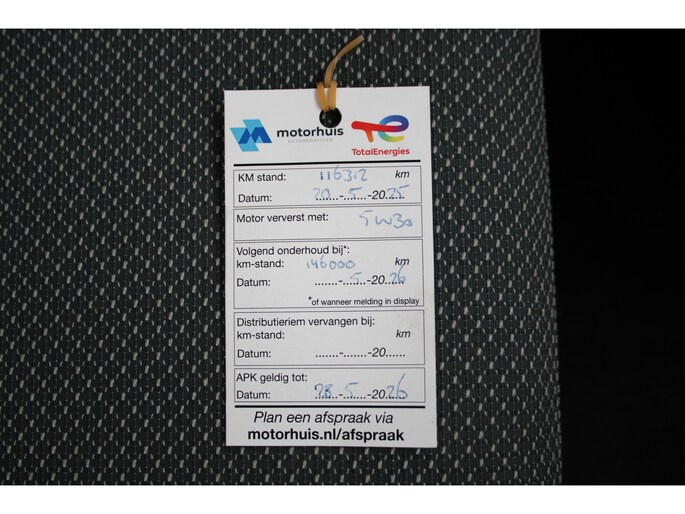 motorhuis
AUTOBEDRIJVEN
TotalEnergies
KM stand: 116312 km
Datum: 20-5-2025
Motor ververst met: 5W30
Volgend onderhoud bij*:
km-stand: 146000 km
Datum: .......-5-2026
*of wanneer melding in display
Distributieriem vervangen bij:
km-stand: km
Datum: .......-.......-20......
APK geldig tot:
Datum: 28-5-2026
Plan een afspraak via
motorhuis.nl/afspraak